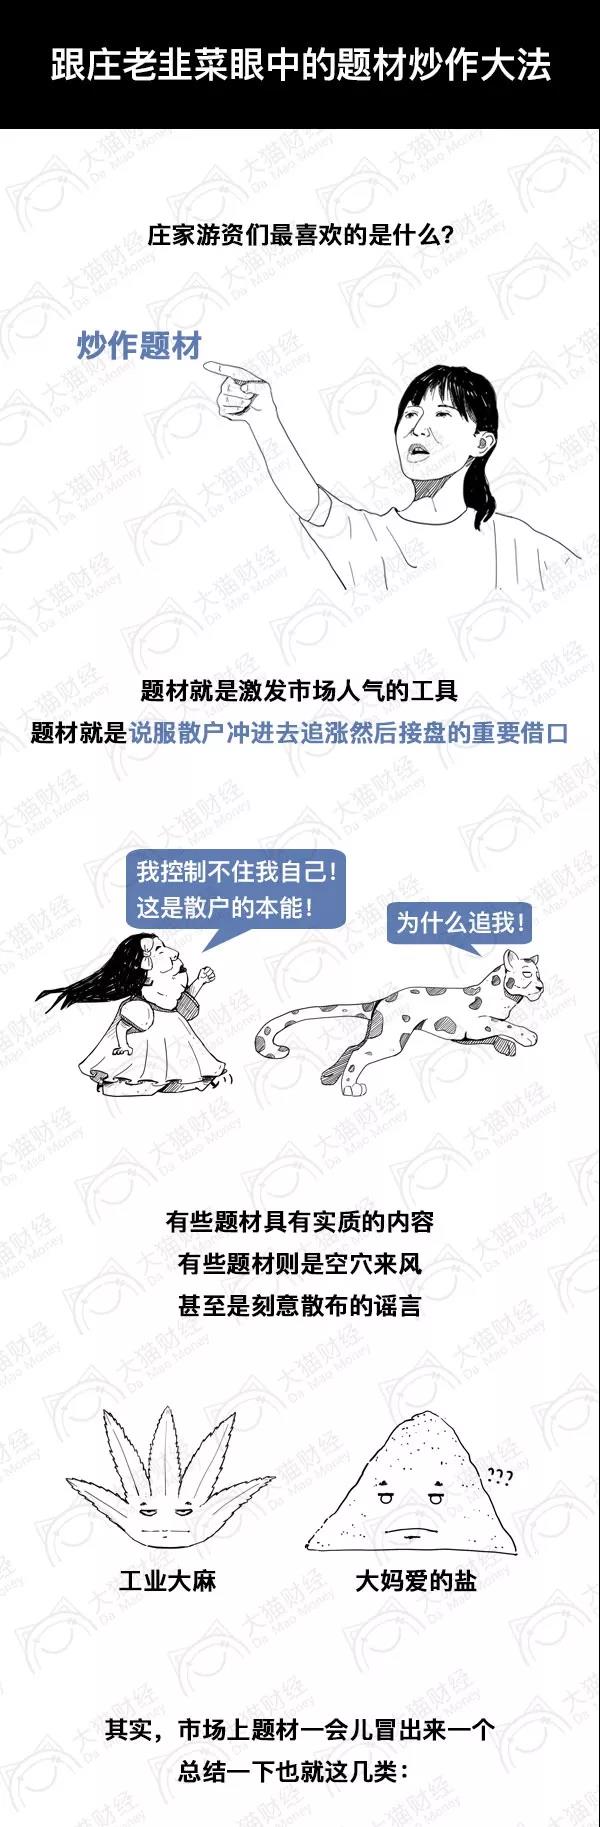 跟庄老韭菜眼中的题材炒作大法
庄家游资们最喜欢的是什么?
炒作题材
题材就是激发市场人气的工具
题材就是说服散户冲进去追涨然后接盘的重要借口
我控制不住我自己!
这是散户的本能!
为什么追我!
有些题材具有实质的内容
有些题材则是空穴来风
甚至是刻意散布的谣言
???
工业大麻
大妈爱的盐
其实，市场上题材一会儿冒出来一个
总结一下也就这几类：
大猫财经
Da Mao Money